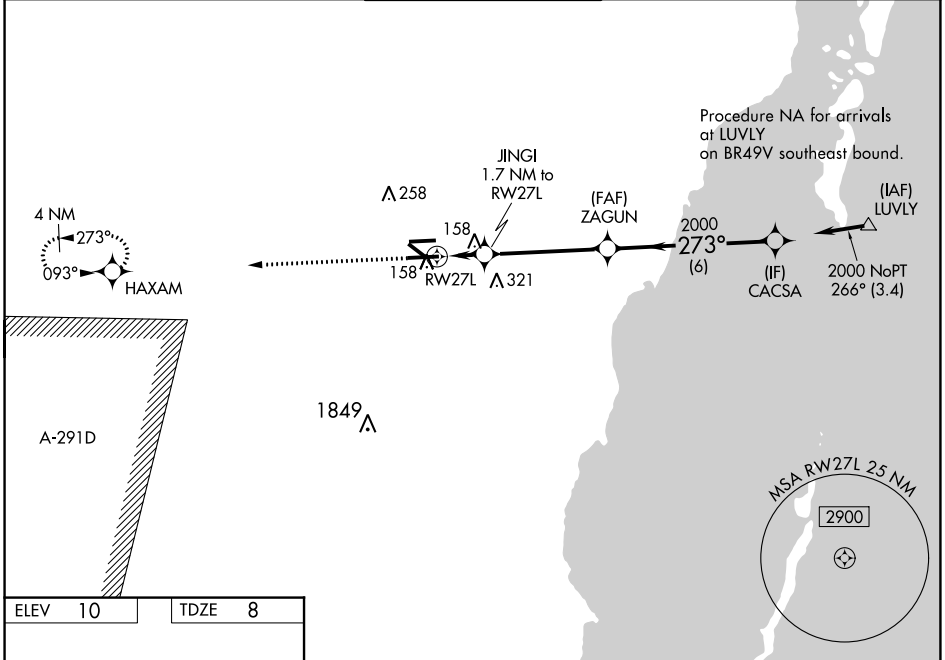 Procedure NA for arrivals
at LUVLY
on BR49V southeast bound.
JINGI
1.7 NM to
RW27L
258
(FAF)
ZAGUN
(IAF)
LUVLY
4 NM
273°
093°
HAXAM
158
158
RW27L
321
2000
273°
(6)
(IF)
CACSA
2000 NoPT
266° (3.4)
1849
A-291D
MSA RW27L 25 NM
2900
ELEV 10
TDZE 8